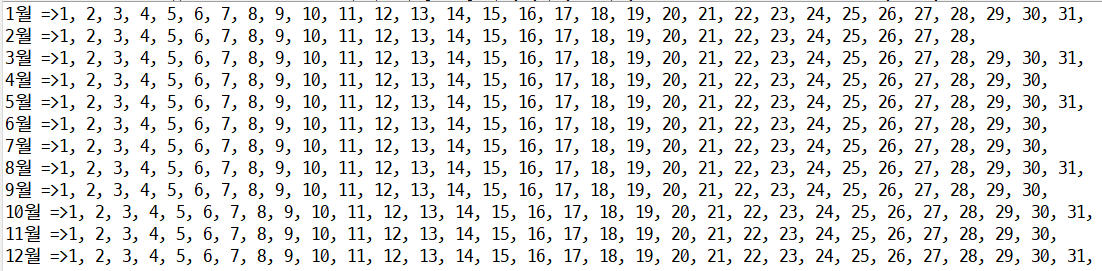 1월 =>1, 2, 3, 4, 5, 6, 7, 8, 9, 10, 11, 12, 13, 14, 15, 16, 17, 18, 19, 20, 21, 22, 23, 24, 25, 26, 27, 28, 29, 30, 31,
2월 =>1, 2, 3, 4, 5, 6, 7, 8, 9, 10, 11, 12, 13, 14, 15, 16, 17, 18, 19, 20, 21, 22, 23, 24, 25, 26, 27, 28,
3월 =>1, 2, 3, 4, 5, 6, 7, 8, 9, 10, 11, 12, 13, 14, 15, 16, 17, 18, 19, 20, 21, 22, 23, 24, 25, 26, 27, 28, 29, 30, 31,
4월 =>1, 2, 3, 4, 5, 6, 7, 8, 9, 10, 11, 12, 13, 14, 15, 16, 17, 18, 19, 20, 21, 22, 23, 24, 25, 26, 27, 28, 29, 30,
5월 =>1, 2, 3, 4, 5, 6, 7, 8, 9, 10, 11, 12, 13, 14, 15, 16, 17, 18, 19, 20, 21, 22, 23, 24, 25, 26, 27, 28, 29, 30, 31,
6월 =>1, 2, 3, 4, 5, 6, 7, 8, 9, 10, 11, 12, 13, 14, 15, 16, 17, 18, 19, 20, 21, 22, 23, 24, 25, 26, 27, 28, 29, 30,
7월 =>1, 2, 3, 4, 5, 6, 7, 8, 9, 10, 11, 12, 13, 14, 15, 16, 17, 18, 19, 20, 21, 22, 23, 24, 25, 26, 27, 28, 29, 30,
8월 =>1, 2, 3, 4, 5, 6, 7, 8, 9, 10, 11, 12, 13, 14, 15, 16, 17, 18, 19, 20, 21, 22, 23, 24, 25, 26, 27, 28, 29, 30, 31,
9월 =>1, 2, 3, 4, 5, 6, 7, 8, 9, 10, 11, 12, 13, 14, 15, 16, 17, 18, 19, 20, 21, 22, 23, 24, 25, 26, 27, 28, 29, 30,
10월 =>1, 2, 3, 4, 5, 6, 7, 8, 9, 10, 11, 12, 13, 14, 15, 16, 17, 18, 19, 20, 21, 22, 23, 24, 25, 26, 27, 28, 29, 30, 31,
11월 =>1, 2, 3, 4, 5, 6, 7, 8, 9, 10, 11, 12, 13, 14, 15, 16, 17, 18, 19, 20, 21, 22, 23, 24, 25, 26, 27, 28, 29, 30,
12월 =>1, 2, 3, 4, 5, 6, 7, 8, 9, 10, 11, 12, 13, 14, 15, 16, 17, 18, 19, 20, 21, 22, 23, 24, 25, 26, 27, 28, 29, 30, 31,